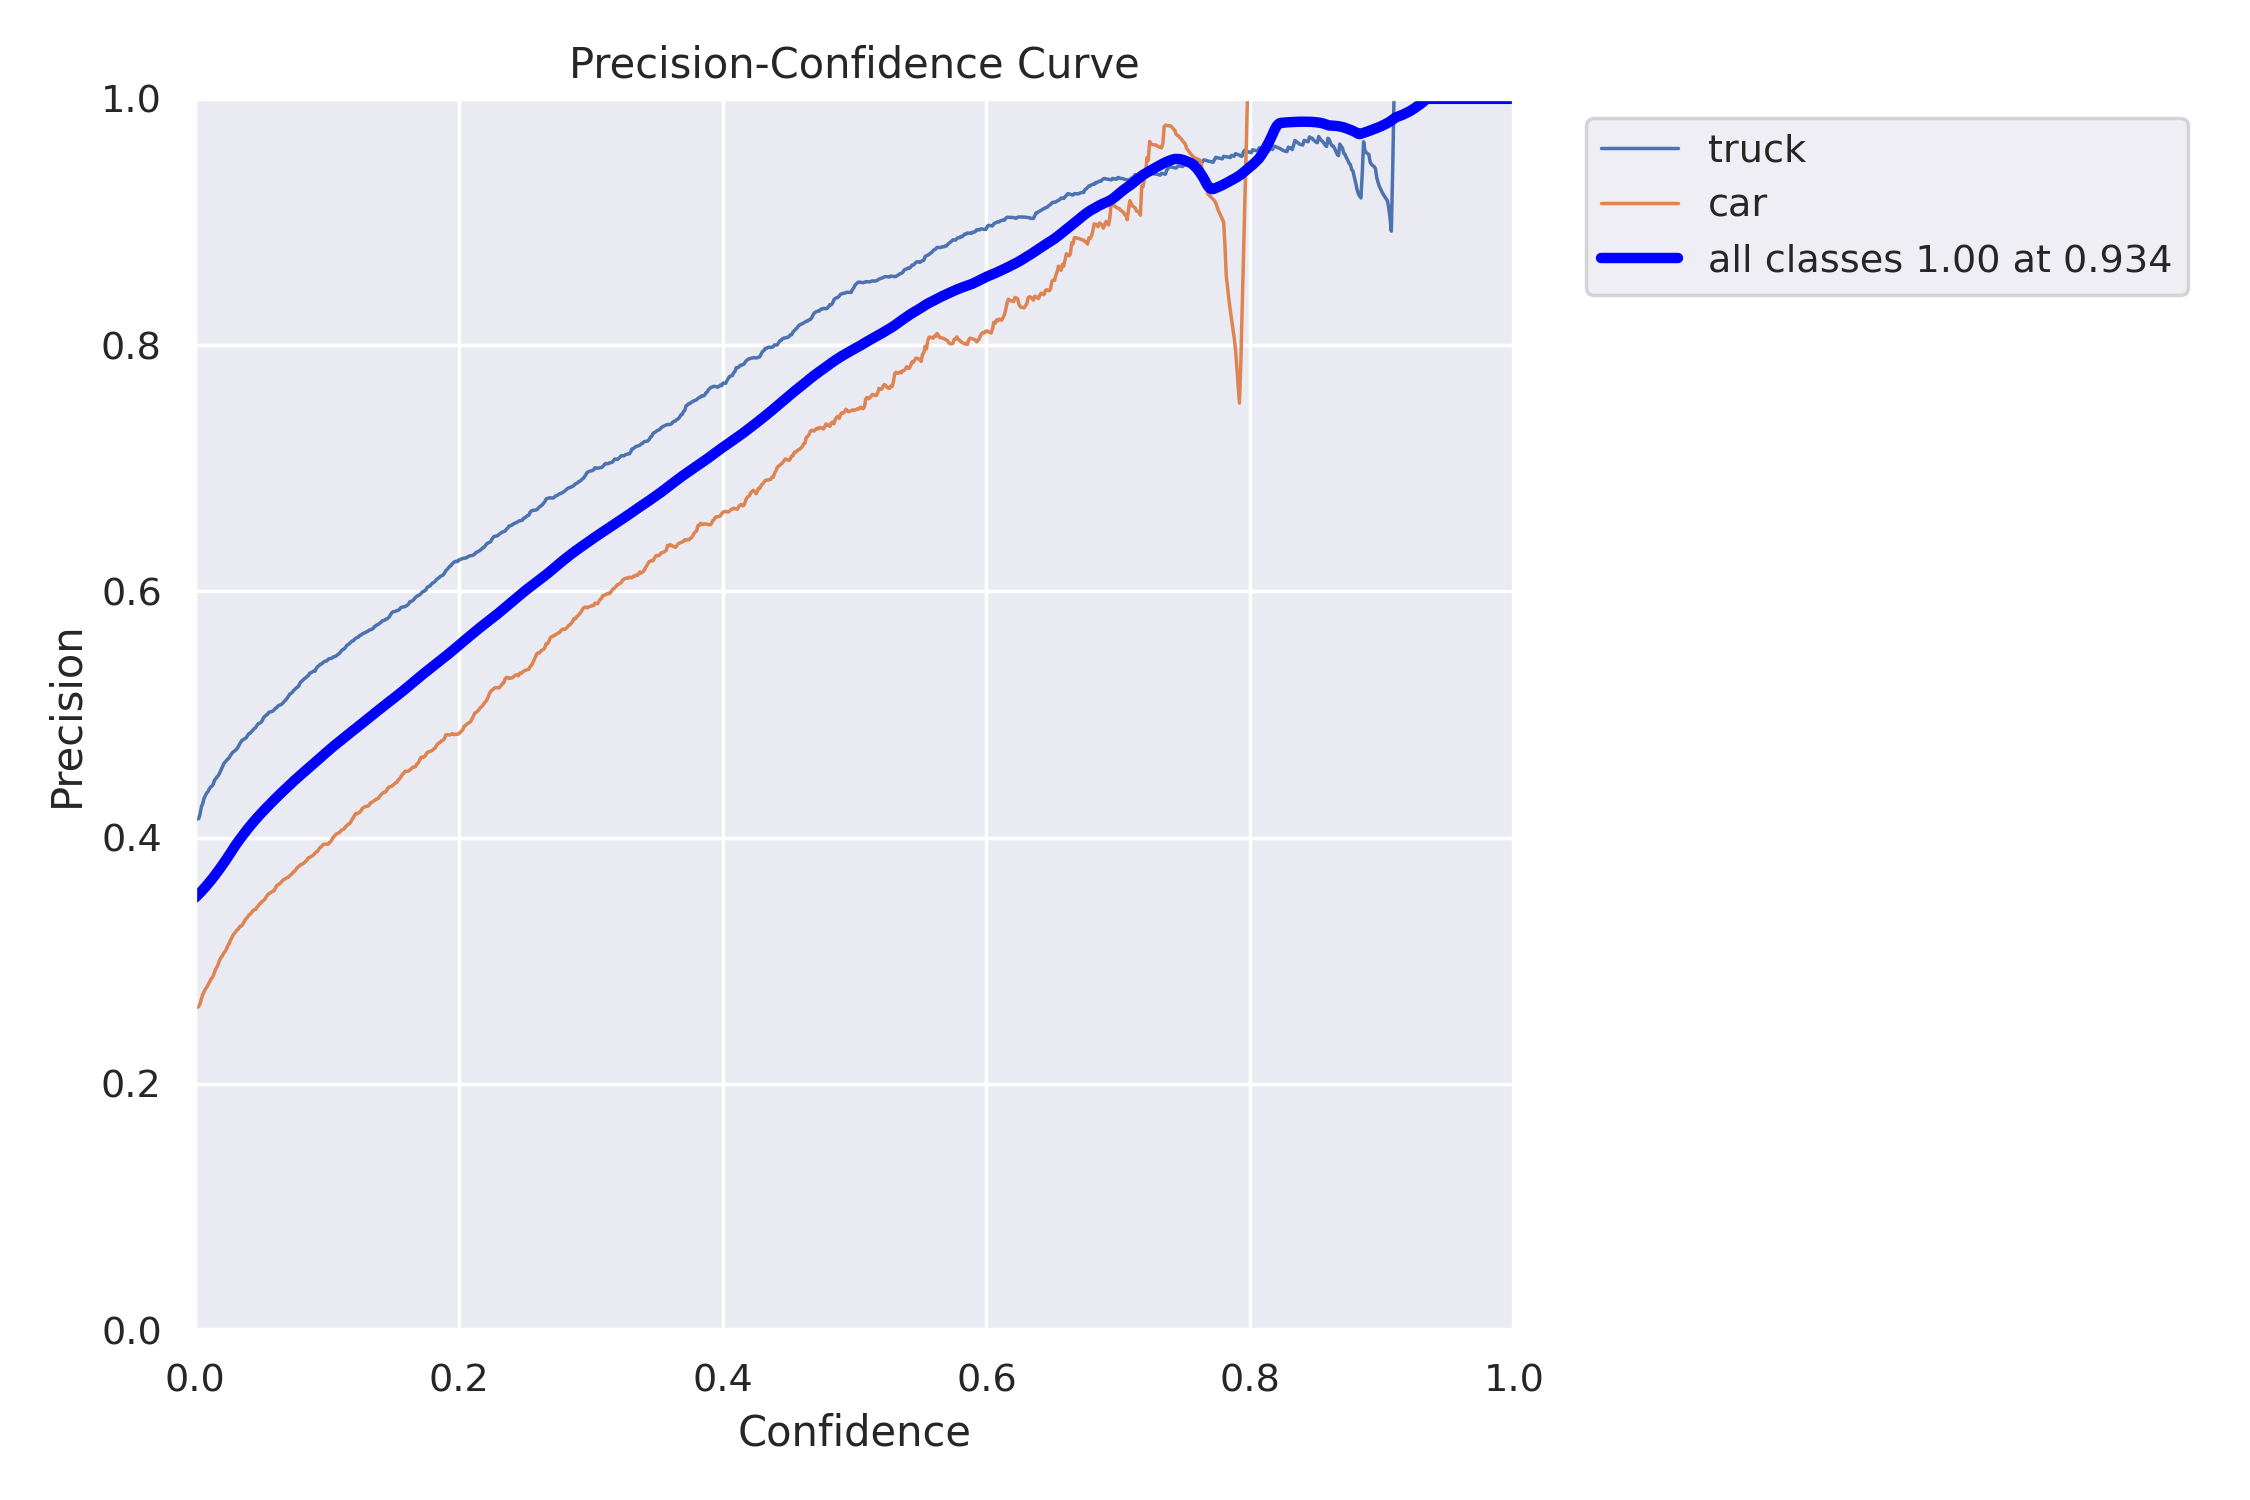 Precision-Confidence Curve
1.0
0.8
0.6
0.4
0.2
0.0
Precision
0.0 0.2 0.4 0.6 0.8 1.0
Confidence
truck
car
all classes 1.00 at 0.934